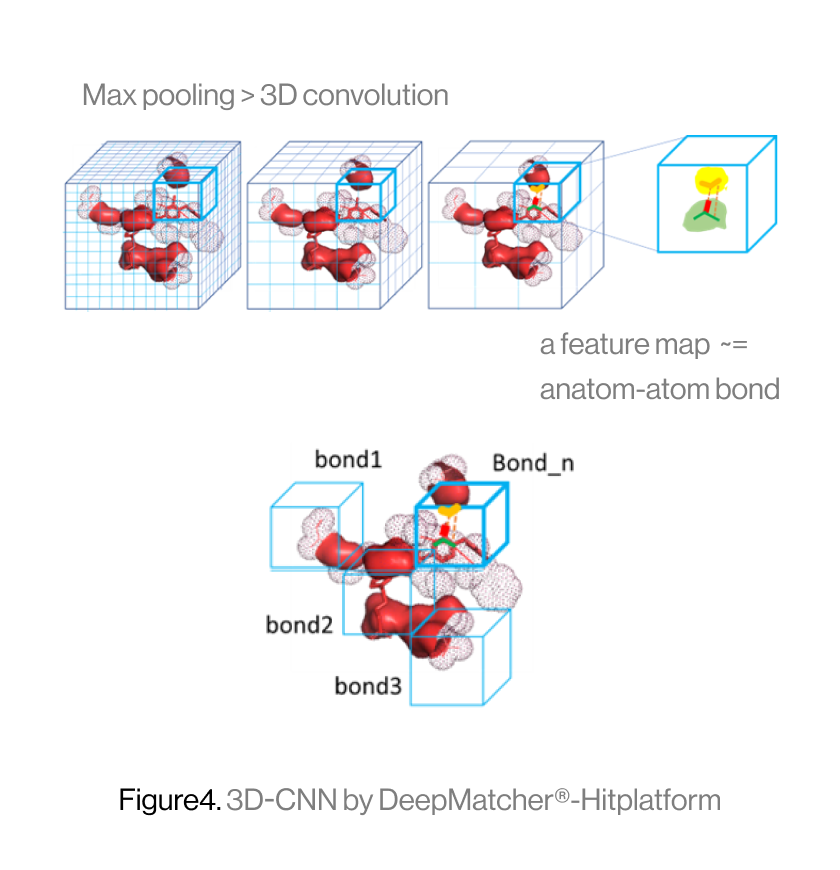 Max pooling > 3D convolution
a feature map ~=
anatom-atom bond
bond1
Bond_n
bond2
bond3
Figure4. 3D-CNN by DeepMatcher®-Hitplatform